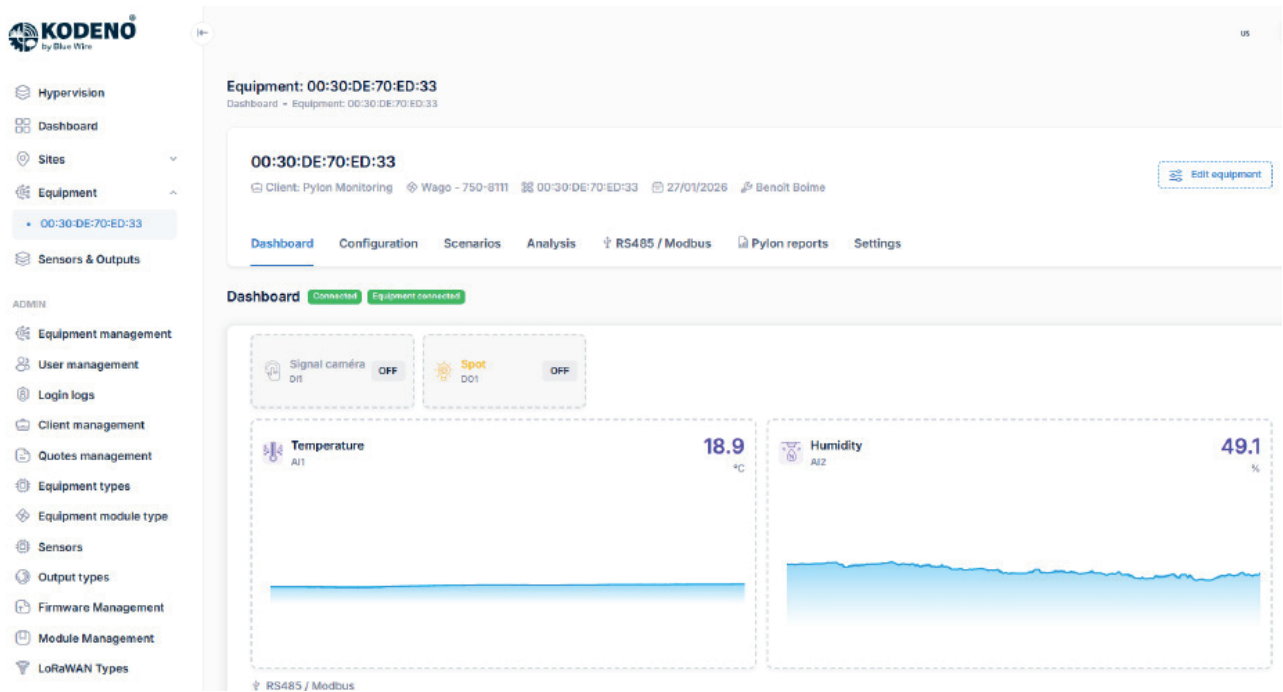 KODENO®
by Blue Wire
US
Hypervision
Dashboard
Sites
Equipment
00:30:DE:70:ED:33
Sensors & Outputs
ADMIN
Equipment management
User management
Login logs
Client management
Quotes management
Equipment types
Equipment module type
Sensors
Output types
Firmware Management
Module Management
LoRaWAN Types
Equipment: 00:30:DE:70:ED:33
Dashboard - Equipment: 00:30:DE:70:ED:33
00:30:DE:70:ED:33
Client: Pylon Monitoring Wago - 750-8111 00:30:DE:70:ED:33 27/01/2026 Benoît Boime
Edit equipment
Dashboard Configuration Scenarios Analysis RS485 / Modbus Pylon reports Settings
Dashboard Connected Equipment connected
Signal caméra OFF
DI1
Spot OFF
DO1
Temperature 18.9
AI1 °C
Humidity 49.1
AI2 %
RS485 / Modbus